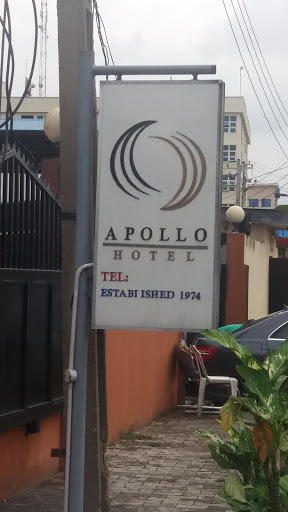 APOLLO
HOTEL
TEL:
ESTABI ISHED 1974